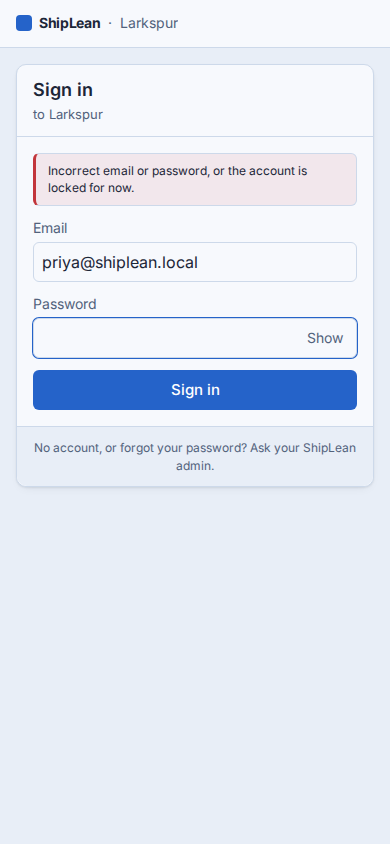 ShipLean · Larkspur
Sign in
to Larkspur
Incorrect email or password, or the account is
locked for now.
Email
priya@shiplean.local
Password
Show
Sign in
No account, or forgot your password? Ask your ShipLean
admin.